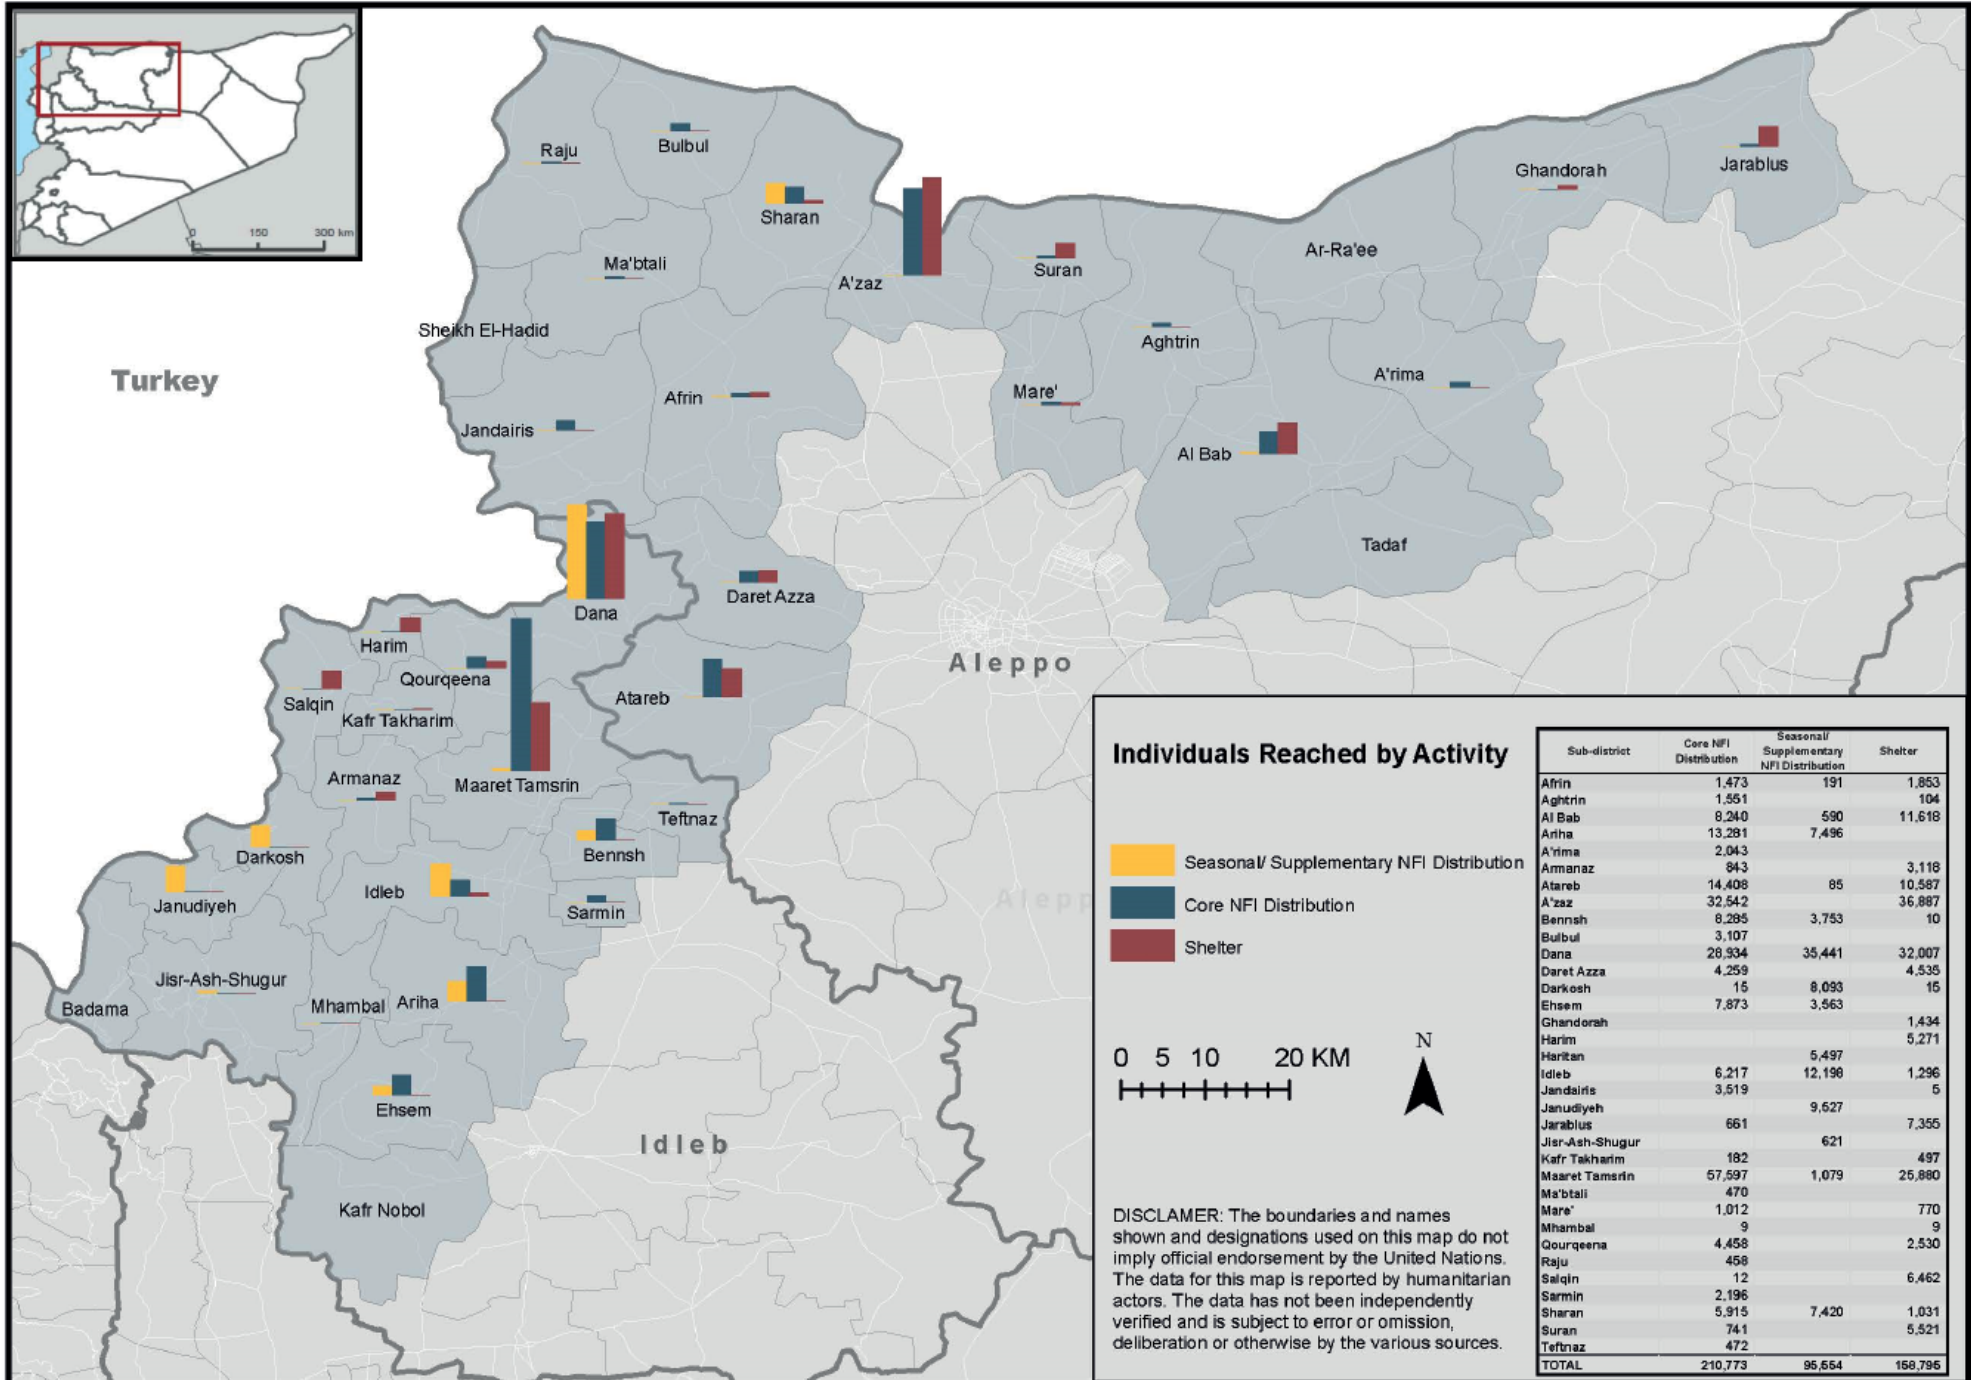 0 150 300 km
Raju
Bulbul
Sharan
Ma'btali
A'zaz
Suran
Ar-Ra'ee
Ghandorah
Jarablus
Sheikh El-Hadid
Aghtrin
Turkey
Afrin
Mare'
A'rima
Jandairis
Al Bab
Tadaf
Dana
Daret Azza
Harim
Qourqeena
Aleppo
Salqin
Kafr Takharim
Atareb
Armanaz
Maaret Tamsrin
Teftnaz
Darkosh
Bennsh
Idleb
Janudiyeh
Sarmin
Alepp
Jisr-Ash-Shugur
Badama
Mhambal
Ariha
Ehsem
Idleb
Kafr Nobol
Individuals Reached by Activity
Seasonal/ Supplementary NFI Distribution
Core NFI Distribution
Shelter
0 5 10 20 KM
N
DISCLAMER: The boundaries and names
shown and designations used on this map do not
imply official endorsement by the United Nations.
The data for this map is reported by humanitarian
actors. The data has not been independently
verified and is subject to error or omission,
deliberation or otherwise by the various sources.
Sub-district Core NFI Distribution Seasonal/ Supplementary NFI Distribution Shelter
Afrin 1,473 191 1,853
Aghtrin 1,551 104
Al Bab 8,240 590 11,618
Ariha 13,281 7,496
A'rima 2,043
Armanaz 843 3,118
Atareb 14,408 85 10,587
A'zaz 32,542 36,887
Bennsh 8,285 3,753 10
Bulbul 3,107
Dana 28,934 35,441 32,007
Daret Azza 4,259 4,535
Darkosh 15 8,093 15
Ehsem 7,873 3,563
Ghandorah 1,434
Harim 5,271
Haritan 5,497
Idleb 6,217 12,198 1,296
Jandairis 3,519 5
Janudiyeh 9,527
Jarablus 661 7,355
Jisr-Ash-Shugur 621
Kafr Takharim 182 497
Maaret Tamsrin 57,597 1,079 25,880
Ma'btali 470
Mare' 1,012 770
Mhambal 9 9
Qourqeena 4,458 2,530
Raju 458
Salqin 12 6,462
Sarmin 2,196
Sharan 5,915 7,420 1,031
Suran 741 5,521
Teftnaz 472
TOTAL 210,773 95,554 158,795